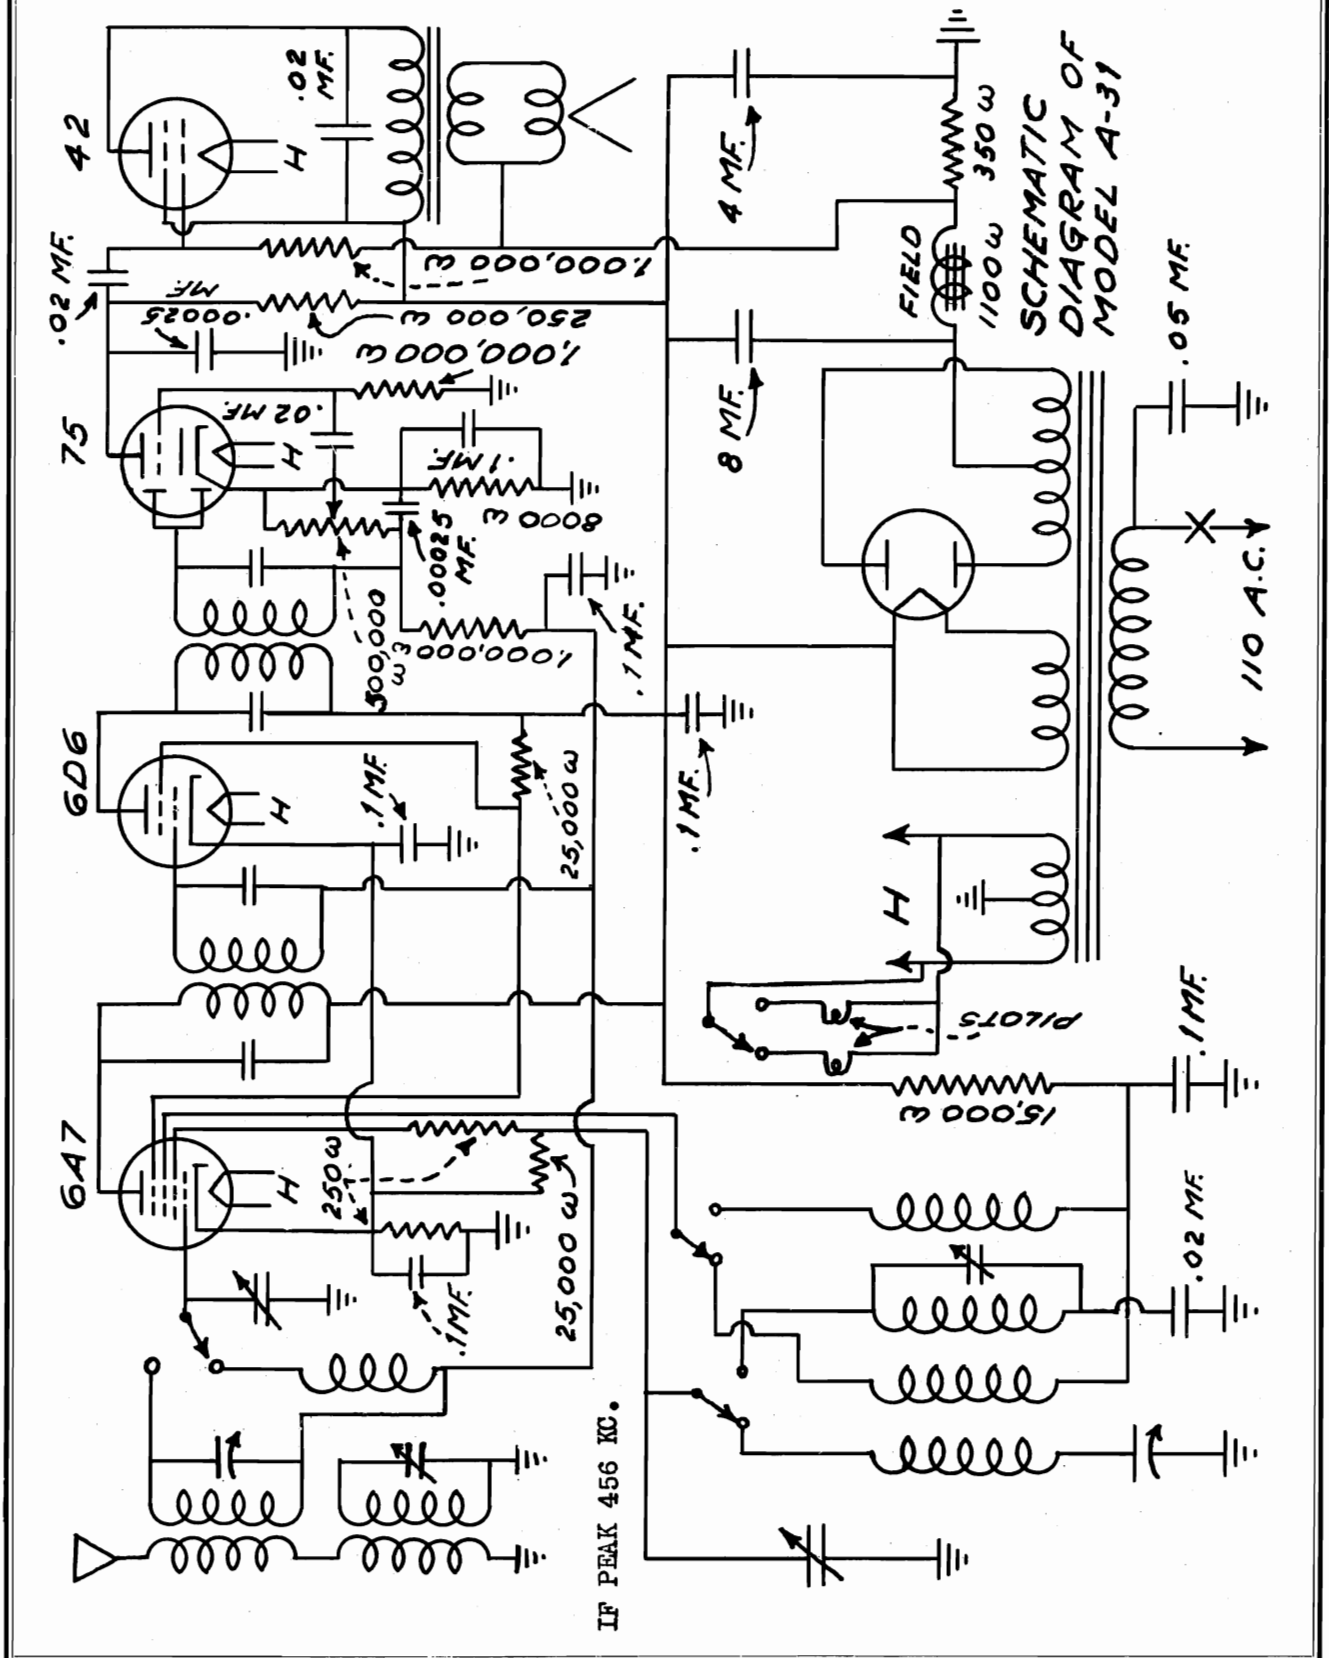 6A7
6D6
75
42
H
H
H
H
.02 MF.
.02
MF.
.00025
MF.
250,000 ω
1,000,000 ω
1,000,000 ω
.02 MF.
.1 MF.
8000 ω
.00025
MF.
500,000
ω
1,000,000
.1 MF.
.1 MF.
25,000 ω
.1 MF.
250 ω
.1 MF.
25,000 ω
IF PEAK 456 KC.
4 MF.
8 MF.
FIELD
1100 ω
350 ω
SCHEMATIC
DIAGRAM OF
MODEL A-31
H
PILOTS
15,000 ω
.1 MF.
.02 MF.
.05 MF.
110 A.C.